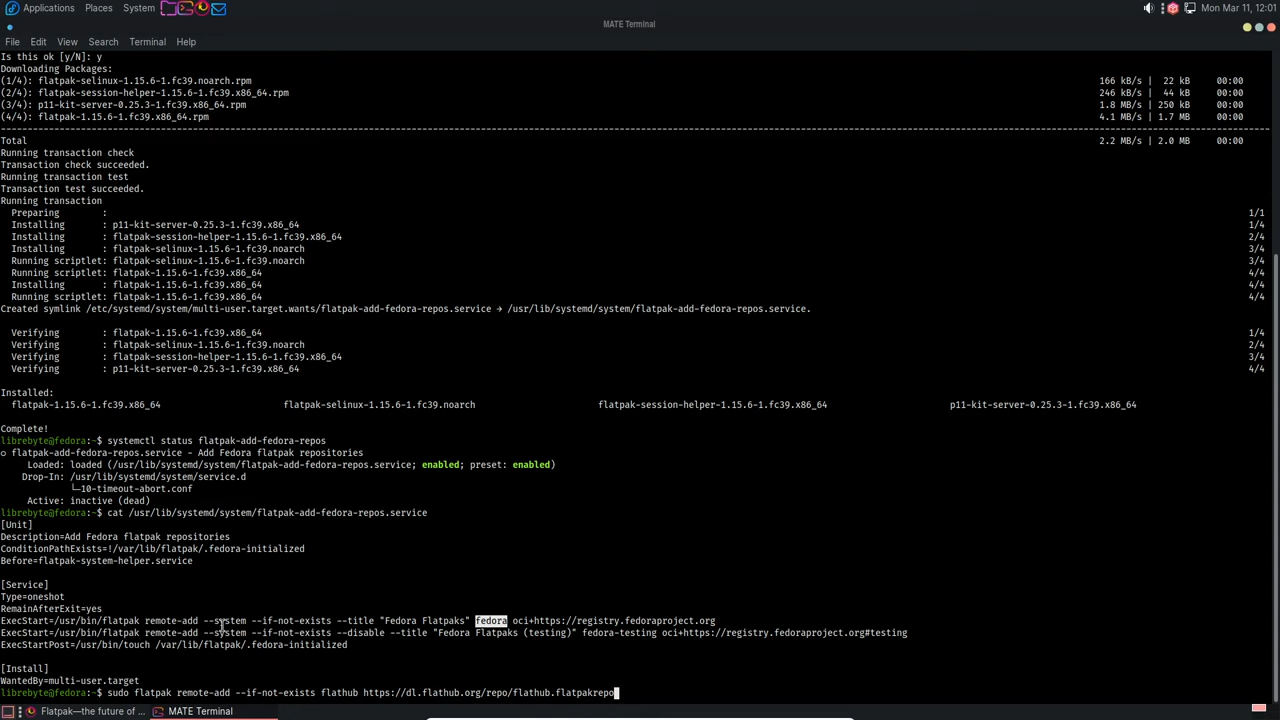 Applications Places System Mon Mar 11, 12:01
MATE Terminal
File Edit View Search Terminal Help
Is this ok [y/N]: y
Downloading Packages:
(1/4): flatpak-selinux-1.15.6-1.fc39.noarch.rpm 166 kB/s | 22 kB 00:00
(2/4): flatpak-session-helper-1.15.6-1.fc39.x86_64.rpm 246 kB/s | 44 kB 00:00
(3/4): p11-kit-server-0.25.3-1.fc39.x86_64.rpm 1.8 MB/s | 250 kB 00:00
(4/4): flatpak-1.15.6-1.fc39.x86_64.rpm 4.1 MB/s | 1.7 MB 00:00
--------------------------------------------------------------------------------
Total 2.2 MB/s | 2.0 MB 00:00
Running transaction check
Transaction check succeeded.
Running transaction test
Transaction test succeeded.
Running transaction
Preparing : 1/1
Installing : p11-kit-server-0.25.3-1.fc39.x86_64 1/4
Installing : flatpak-session-helper-1.15.6-1.fc39.x86_64 2/4
Installing : flatpak-selinux-1.15.6-1.fc39.noarch 3/4
Running scriptlet: flatpak-selinux-1.15.6-1.fc39.noarch 3/4
Running scriptlet: flatpak-1.15.6-1.fc39.x86_64 4/4
Installing : flatpak-1.15.6-1.fc39.x86_64 4/4
Running scriptlet: flatpak-1.15.6-1.fc39.x86_64 4/4
Created symlink /etc/systemd/system/multi-user.target.wants/flatpak-add-fedora-repos.service → /usr/lib/systemd/system/flatpak-add-fedora-repos.service.
Verifying : flatpak-1.15.6-1.fc39.x86_64 1/4
Verifying : flatpak-selinux-1.15.6-1.fc39.noarch 2/4
Verifying : flatpak-session-helper-1.15.6-1.fc39.x86_64 3/4
Verifying : p11-kit-server-0.25.3-1.fc39.x86_64 4/4
Installed:
flatpak-1.15.6-1.fc39.x86_64 flatpak-selinux-1.15.6-1.fc39.noarch flatpak-session-helper-1.15.6-1.fc39.x86_64 p11-kit-server-0.25.3-1.fc39.x86_64
Complete!
librebyte@fedora:~$ systemctl status flatpak-add-fedora-repos
○ flatpak-add-fedora-repos.service - Add Fedora flatpak repositories
Loaded: loaded (/usr/lib/systemd/system/flatpak-add-fedora-repos.service; enabled; preset: enabled)
Drop-In: /usr/lib/systemd/system/service.d
└─10-timeout-abort.conf
Active: inactive (dead)
librebyte@fedora:~$ cat /usr/lib/systemd/system/flatpak-add-fedora-repos.service
[Unit]
Description=Add Fedora flatpak repositories
ConditionPathExists=!/var/lib/flatpak/.fedora-initialized
Before=flatpak-system-helper.service
[Service]
Type=oneshot
RemainAfterExit=yes
ExecStart=/usr/bin/flatpak remote-add --system --if-not-exists --title "Fedora Flatpaks" fedora oci+https://registry.fedoraproject.org
ExecStart=/usr/bin/flatpak remote-add --system --if-not-exists --disable --title "Fedora Flatpaks (testing)" fedora-testing oci+https://registry.fedoraproject.org#testing
ExecStartPost=/usr/bin/touch /var/lib/flatpak/.fedora-initialized
[Install]
WantedBy=multi-user.target
librebyte@fedora:~$ sudo flatpak remote-add --if-not-exists flathub https://dl.flathub.org/repo/flathub.flatpakrepo
Flatpak—the future of ... MATE Terminal